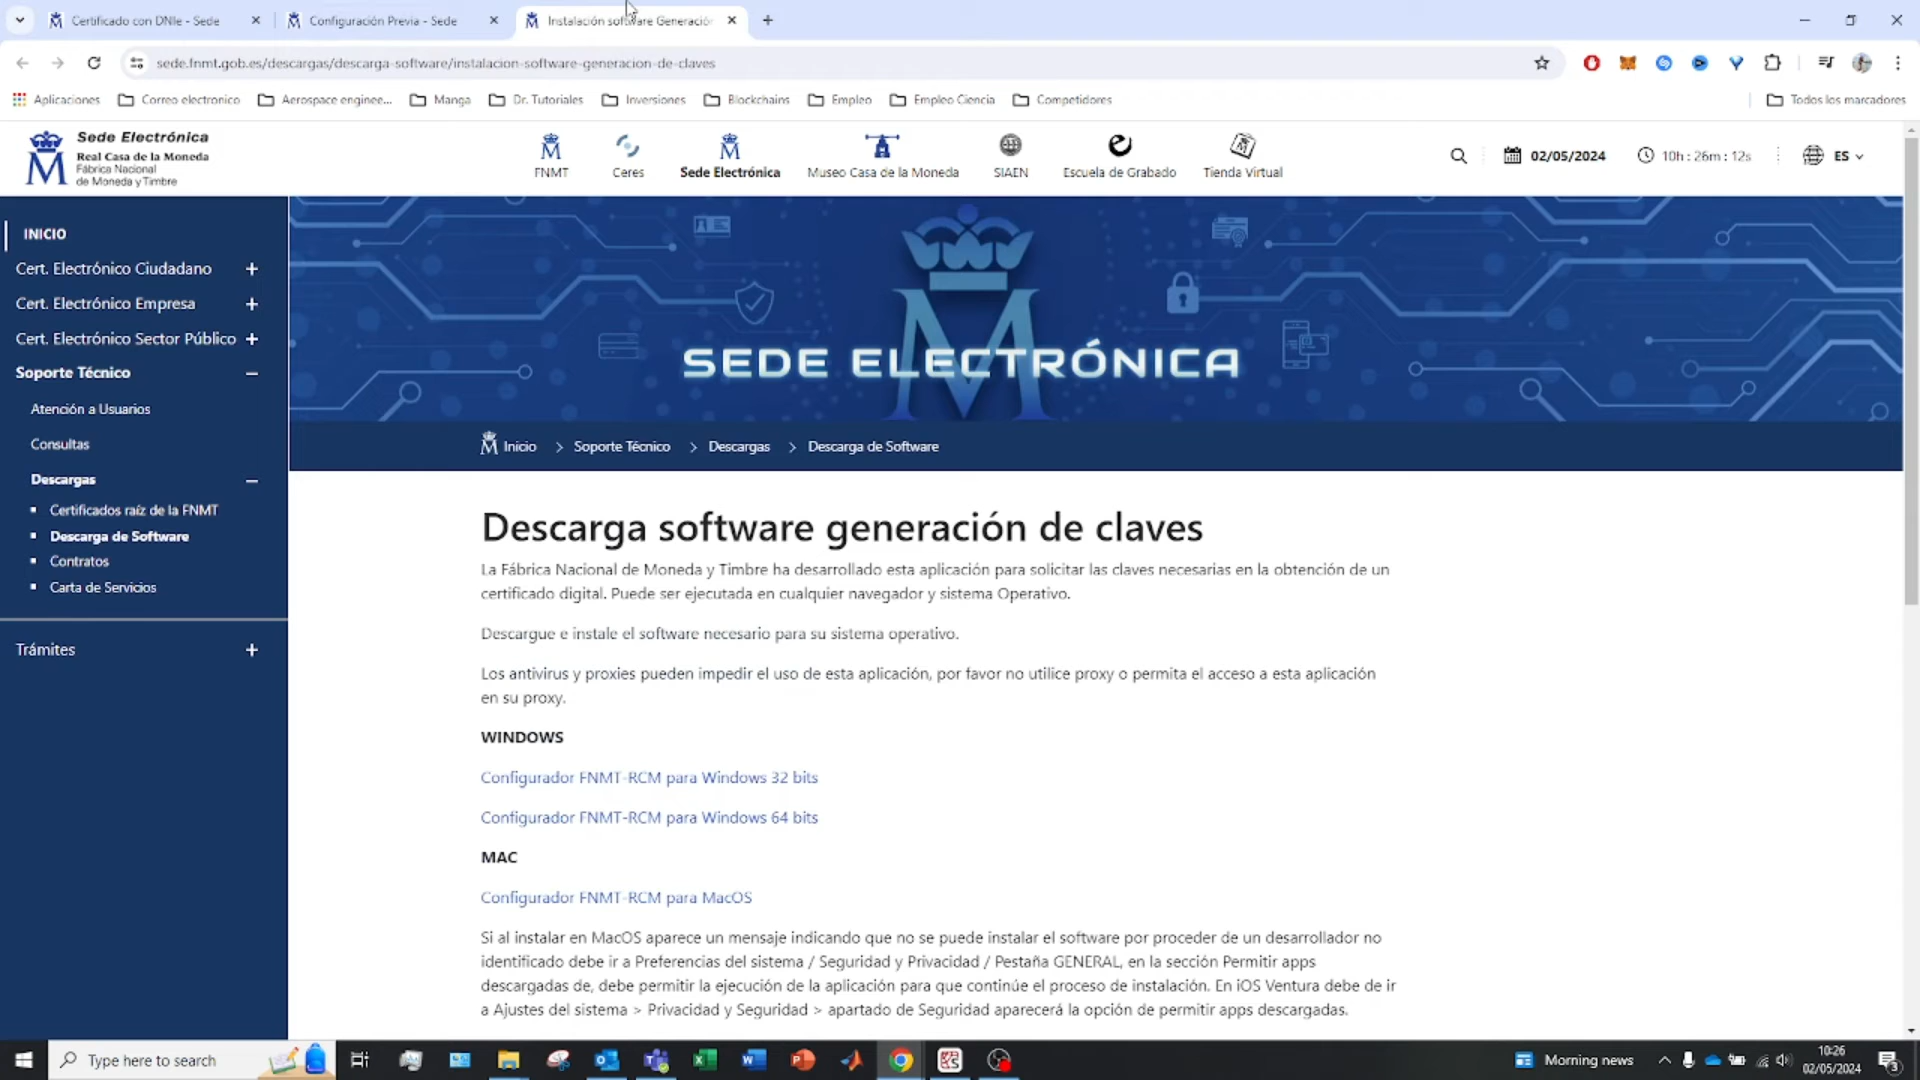 Certificado con DNIe - Sede
Configuración Previa - Sede
Instalación software Generación
sede.fnmt.gob.es/descargas/descarga-software/instalacion-software-generacion-de-claves
Aplicaciones
Correo electronico
Aerospace enginee...
Manga
Dr. Tutoriales
Inversiones
Blockchains
Empleo
Empleo Ciencia
Competidores
Todos los marcadores
Sede Electrónica
Real Casa de la Moneda
Fábrica Nacional
de Moneda y Timbre
FNMT
Ceres
Sede Electrónica
Museo Casa de la Moneda
SIAEN
Escuela de Grabado
Tienda Virtual
02/05/2024
10h : 26m : 12s
ES
INICIO
Cert. Electrónico Ciudadano
Cert. Electrónico Empresa
Cert. Electrónico Sector Público
Soporte Técnico
Atención a Usuarios
Consultas
Descargas
Certificados raíz de la FNMT
Descarga de Software
Contratos
Carta de Servicios
Trámites
SEDE ELECTRÓNICA
Inicio > Soporte Técnico > Descargas > Descarga de Software
Descarga software generación de claves
La Fábrica Nacional de Moneda y Timbre ha desarrollado esta aplicación para solicitar las claves necesarias en la obtención de un
certificado digital. Puede ser ejecutada en cualquier navegador y sistema Operativo.
Descargue e instale el software necesario para su sistema operativo.
Los antivirus y proxies pueden impedir el uso de esta aplicación, por favor no utilice proxy o permita el acceso a esta aplicación
en su proxy.
WINDOWS
Configurador FNMT-RCM para Windows 32 bits
Configurador FNMT-RCM para Windows 64 bits
MAC
Configurador FNMT-RCM para MacOS
Si al instalar en MacOS aparece un mensaje indicando que no se puede instalar el software por proceder de un desarrollador no
identificado debe ir a Preferencias del sistema / Seguridad y Privacidad / Pestaña GENERAL, en la sección Permitir apps
descargadas de, debe permitir la ejecución de la aplicación para que continúe el proceso de instalación. En iOS Ventura debe de ir
a Ajustes del sistema > Privacidad y Seguridad > apartado de Seguridad aparecerá la opción de permitir apps descargadas.
Type here to search
Morning news
10:26
02/05/2024
3